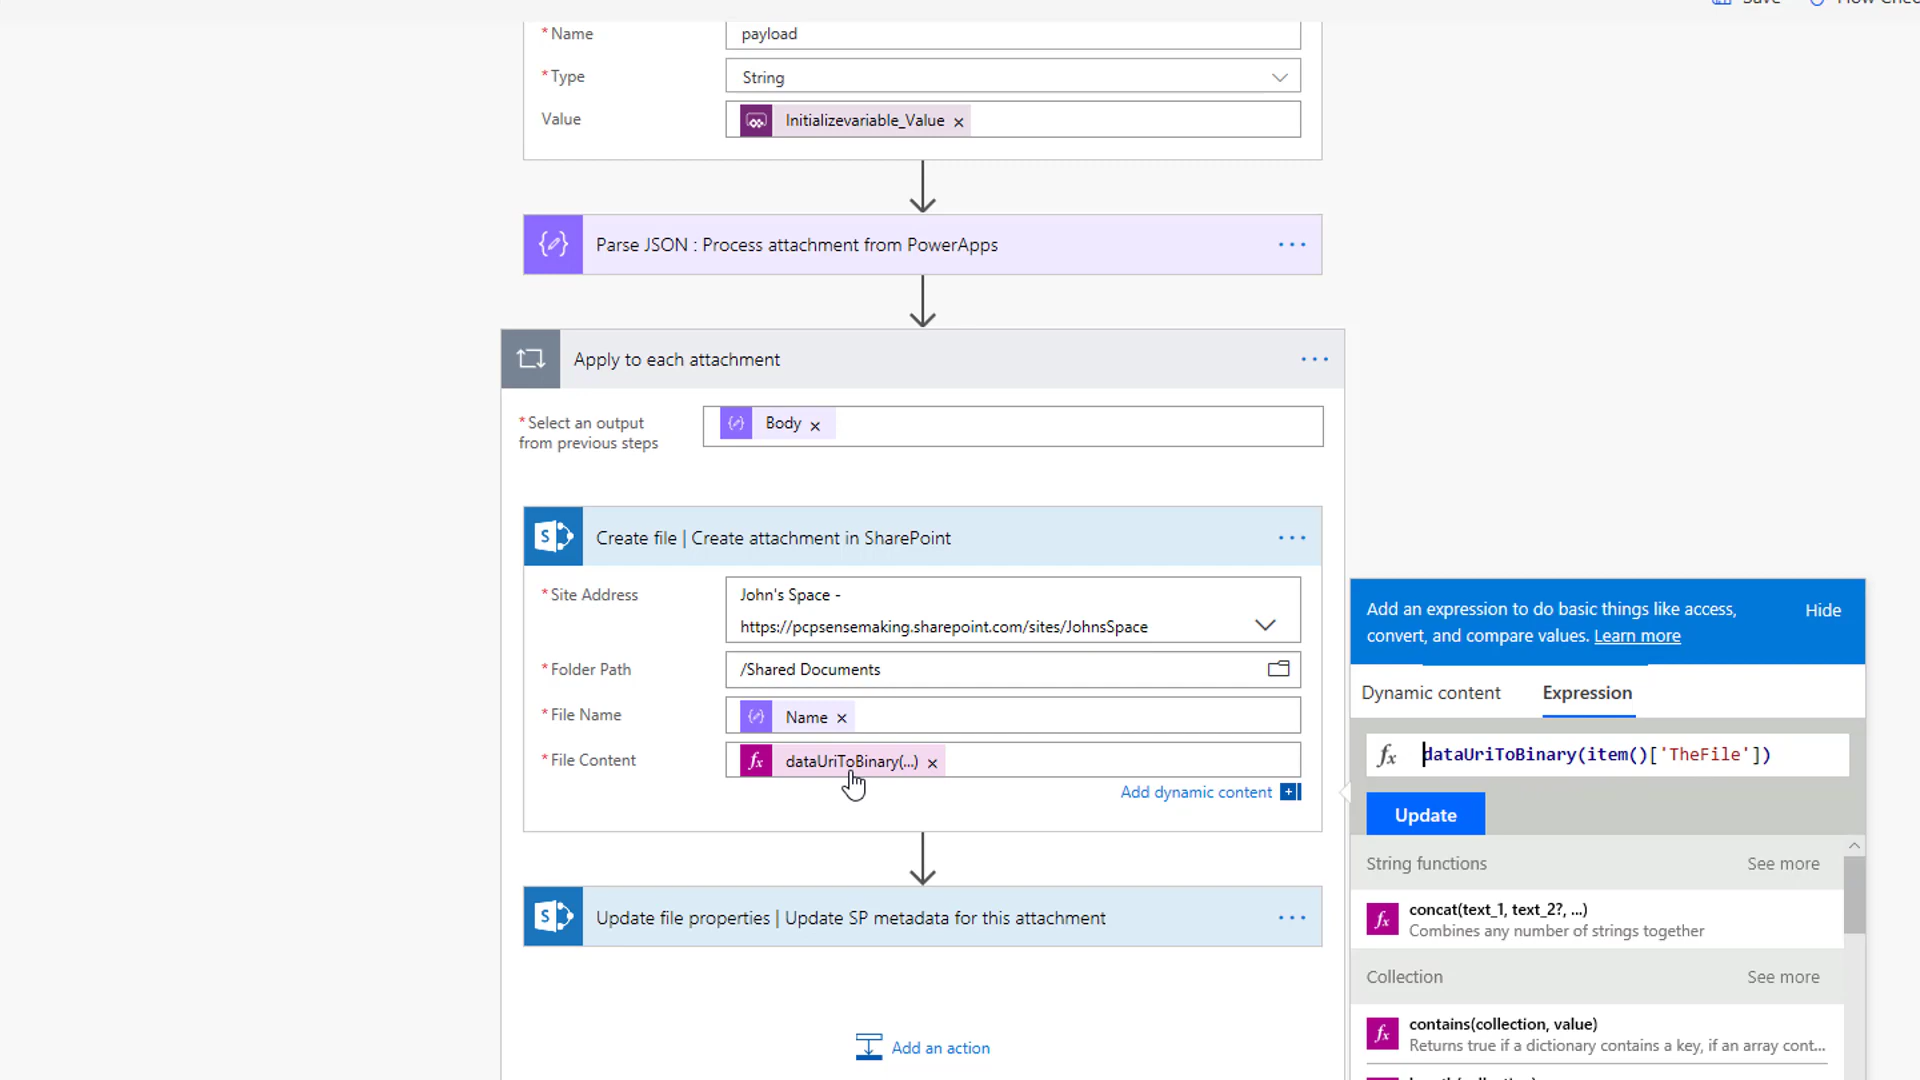 Save
* Name
payload
* Type
String
Value
Initializevariable_Value ×
Parse JSON : Process attachment from PowerApps
Apply to each attachment
* Select an output
from previous steps
Body ×
Create file | Create attachment in SharePoint
* Site Address
John's Space -
https://pcpsensemaking.sharepoint.com/sites/JohnsSpace
* Folder Path
/Shared Documents
* File Name
Name ×
* File Content
fx dataUriToBinary(...) ×
Add dynamic content
Update file properties | Update SP metadata for this attachment
Add an action
Add an expression to do basic things like access,
convert, and compare values. Learn more
Hide
Dynamic content
Expression
fx dataUriToBinary(item()['TheFile'])
Update
String functions
See more
fx concat(text_1, text_2?, ...)
Combines any number of strings together
Collection
See more
fx contains(collection, value)
Returns true if a dictionary contains a key, if an array cont...